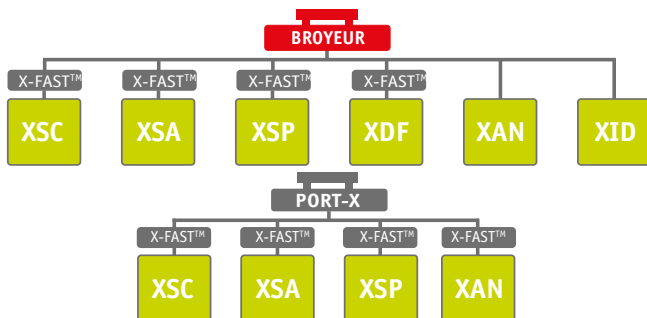 BROYEUR
X-FAST™ X-FAST™ X-FAST™ X-FAST™
XSC XSA XSP XDF XAN XID
PORT-X
X-FAST™ X-FAST™ X-FAST™ X-FAST™
XSC XSA XSP XAN